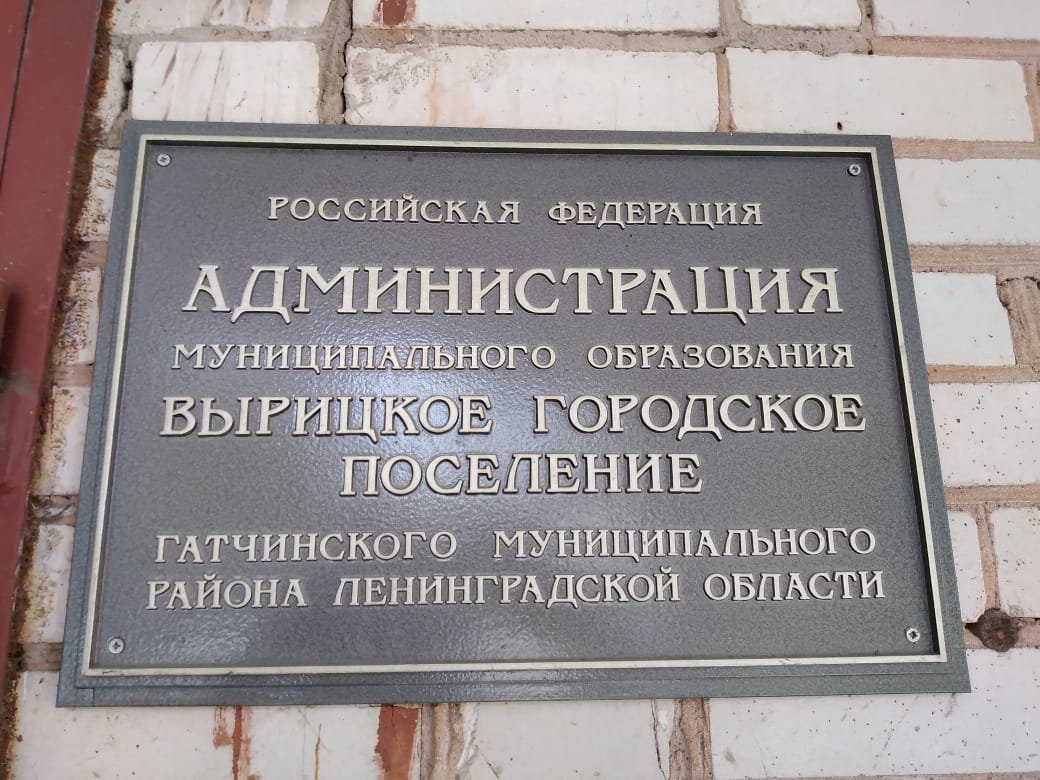 РОССИЙСКАЯ ФЕДЕРАЦИЯ
АДМИНИСТРАЦИЯ
МУНИЦИПАЛЬНОГО ОБРАЗОВАНИЯ
ВЫРИЦКОЕ ГОРОДСКОЕ
ПОСЕЛЕНИЕ
ГАТЧИНСКОГО МУНИЦИПАЛЬНОГО
РАЙОНА ЛЕНИНГРАДСКОЙ ОБЛАСТИ